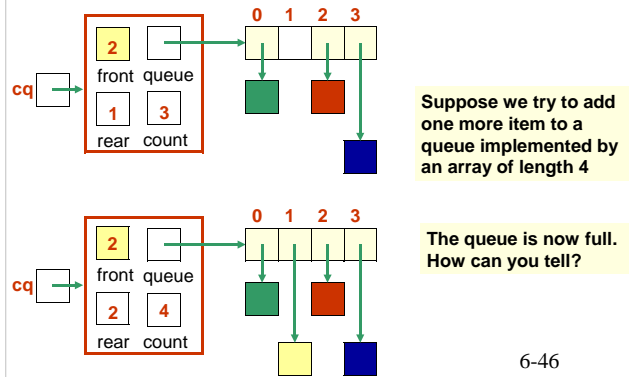 0 1 2 3
2
front queue
cq
1 3
rear count
Suppose we try to add
one more item to a
queue implemented by
an array of length 4
0 1 2 3
2
front queue
cq
2 4
rear count
The queue is now full.
How can you tell?
6-46